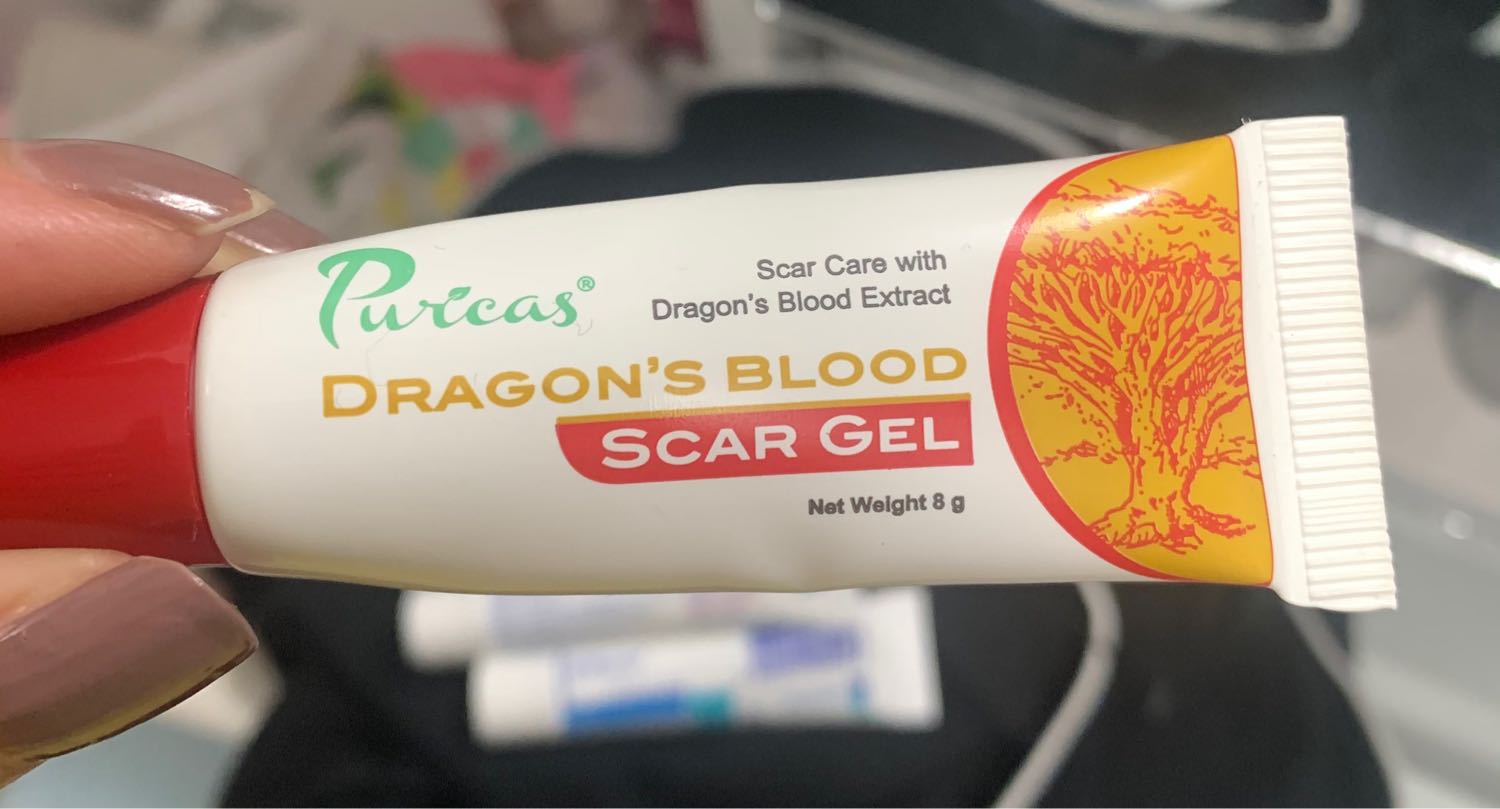 Puricas®
Scar Care with
Dragon's Blood Extract
DRAGON'S BLOOD
SCAR GEL
Net Weight 8 g